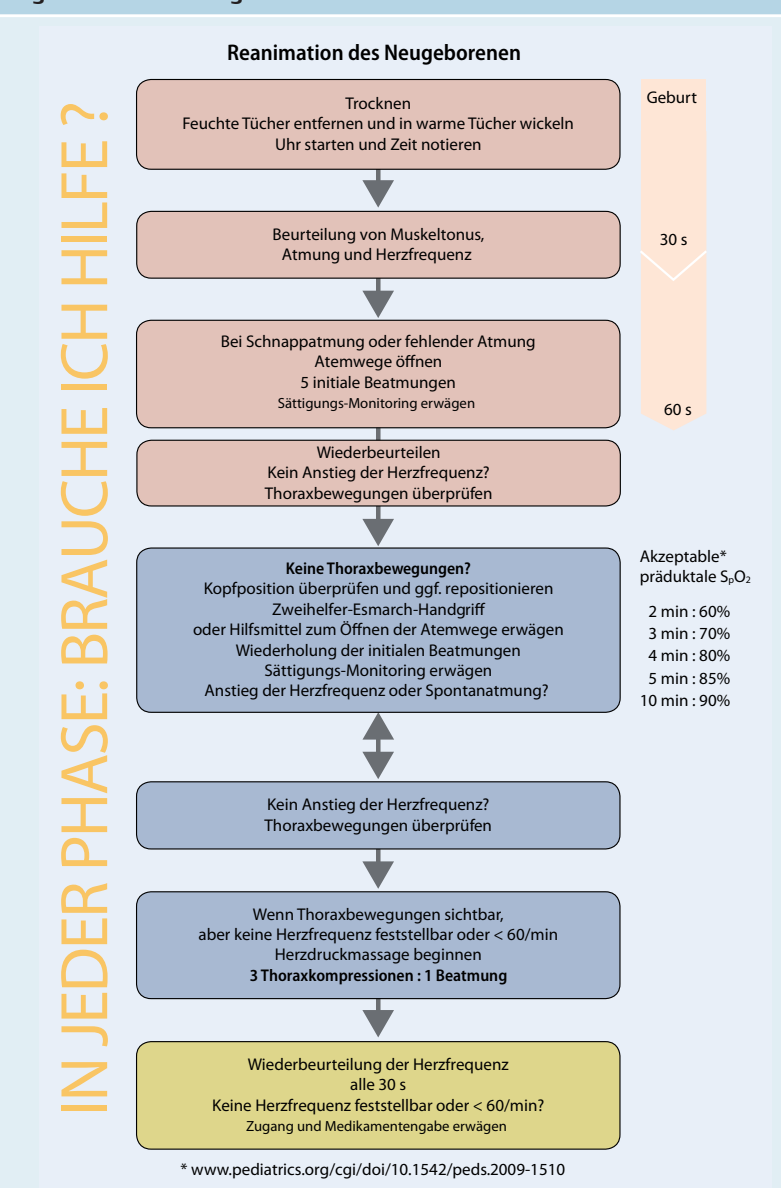 Reanimation des Neugeborenen
IN JEDER PHASE: BRAUCHE ICH HILFE ?
Trocknen
Feuchte Tücher entfernen und in warme Tücher wickeln
Uhr starten und Zeit notieren
Geburt
Beurteilung von Muskeltonus,
Atmung und Herzfrequenz
30 s
Bei Schnappatmung oder fehlender Atmung
Atemwege öffnen
5 initiale Beatmungen
Sättigungs-Monitoring erwägen
60 s
Wiederbeurteilen
Kein Anstieg der Herzfrequenz?
Thoraxbewegungen überprüfen
Keine Thoraxbewegungen?
Kopfposition überprüfen und ggf. repositionieren
Zweihelfer-Esmarch-Handgriff
oder Hilfsmittel zum Öffnen der Atemwege erwägen
Wiederholung der initialen Beatmungen
Sättigungs-Monitoring erwägen
Anstieg der Herzfrequenz oder Spontanatmung?
Akzeptable*
präduktale SpO₂
2 min : 60%
3 min : 70%
4 min : 80%
5 min : 85%
10 min : 90%
Kein Anstieg der Herzfrequenz?
Thoraxbewegungen überprüfen
Wenn Thoraxbewegungen sichtbar,
aber keine Herzfrequenz feststellbar oder < 60/min
Herzdruckmassage beginnen
3 Thoraxkompressionen : 1 Beatmung
Wiederbeurteilung der Herzfrequenz
alle 30 s
Keine Herzfrequenz feststellbar oder < 60/min?
Zugang und Medikamentengabe erwägen
* www.pediatrics.org/cgi/doi/10.1542/peds.2009-1510